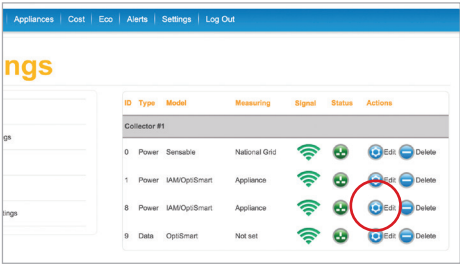 Appliances | Cost | Eco | Alerts | Settings | Log Out
ngs
ID Type Model Measuring Signal Status Actions
Collector #1
gs
0 Power Sensable National Grid Edit Delete
1 Power IAM/OptiSmart Appliance Edit Delete
8 Power IAM/OptiSmart Appliance Edit Delete
tings
9 Data OptiSmart Not set Edit Delete